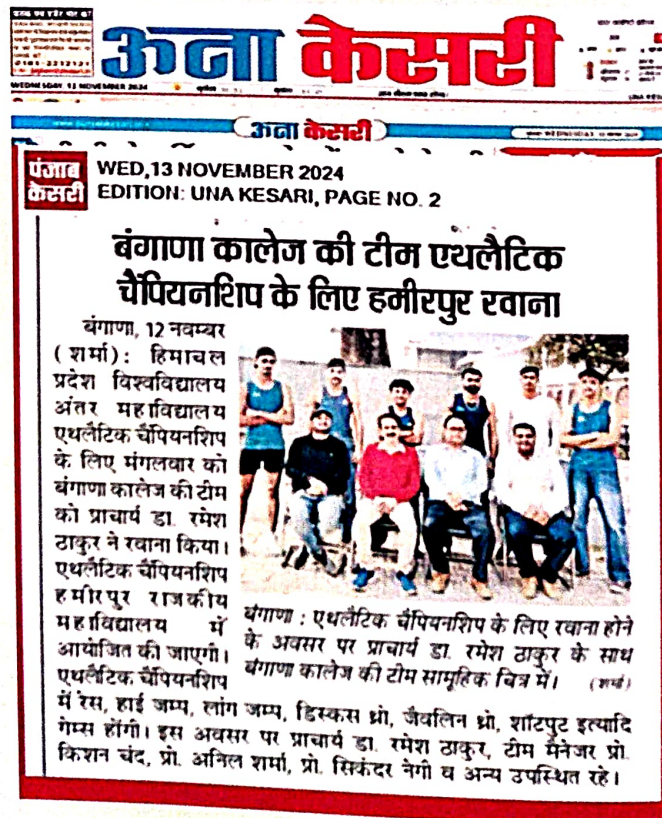 0181-2212121
ऊना केसरी
WEDNESDAY, 13 NOVEMBER 2024
ऊना केसरी
पंजाब
केसरी
WED,13 NOVEMBER 2024
EDITION: UNA KESARI, PAGE NO. 2
बंगाणा कालेज की टीम एथलैटिक
चैंपियनशिप के लिए हमीरपुर रवाना
बंगाणा, 12 नवम्बर
(शर्मा): हिमाचल
प्रदेश विश्वविद्यालय
अंतर महाविद्यालय
एथलैटिक चैंपियनशिप
के लिए मंगलवार को
बंगाणा कालेज की टीम
को प्राचार्य डा. रमेश
ठाकुर ने रवाना किया।
एथलैटिक चैंपियनशिप
हमीरपुर राजकीय
महाविद्यालय में
आयोजित की जाएगी।
एथलैटिक चैंपियनशिप
में रेस, हाई जम्प, लांग जम्प, डिस्कस थ्रो, जैवलिन थ्रो, शॉटपुट इत्यादि
गेम्स होंगी। इस अवसर पर प्राचार्य डा. रमेश ठाकुर, टीम मैनेजर प्रो.
किशन चंद, प्रो. अनिल शर्मा, प्रो. सिकंदर नेगी व अन्य उपस्थित रहे।
बंगाणा : एथलैटिक चैंपियनशिप के लिए रवाना होने
के अवसर पर प्राचार्य डा. रमेश ठाकुर के साथ
बंगाणा कालेज की टीम सामूहिक चित्र में। (शर्मा)